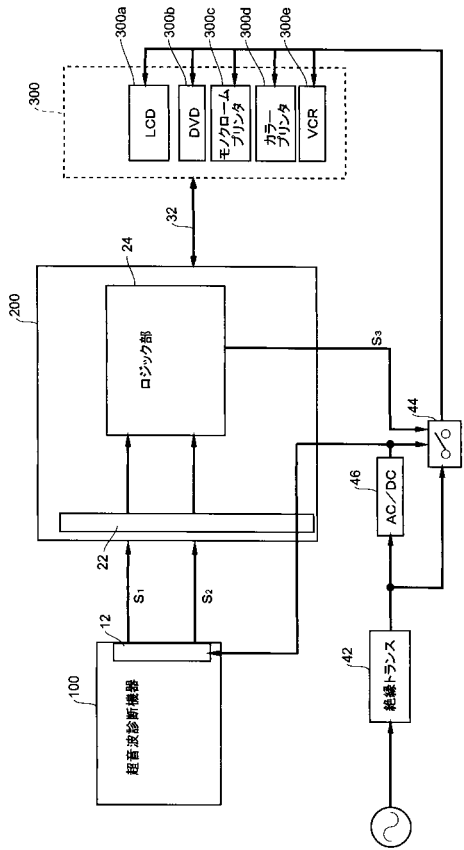 100
超音波診断機器
12
S1
S2
22
200
24
ロジック部
32
S3
300
300a
LCD
300b
DVD
300c
モノクローム
プリンタ
300d
カラー
プリンタ
300e
VCR
42
絶縁トランス
46
AC/DC
44